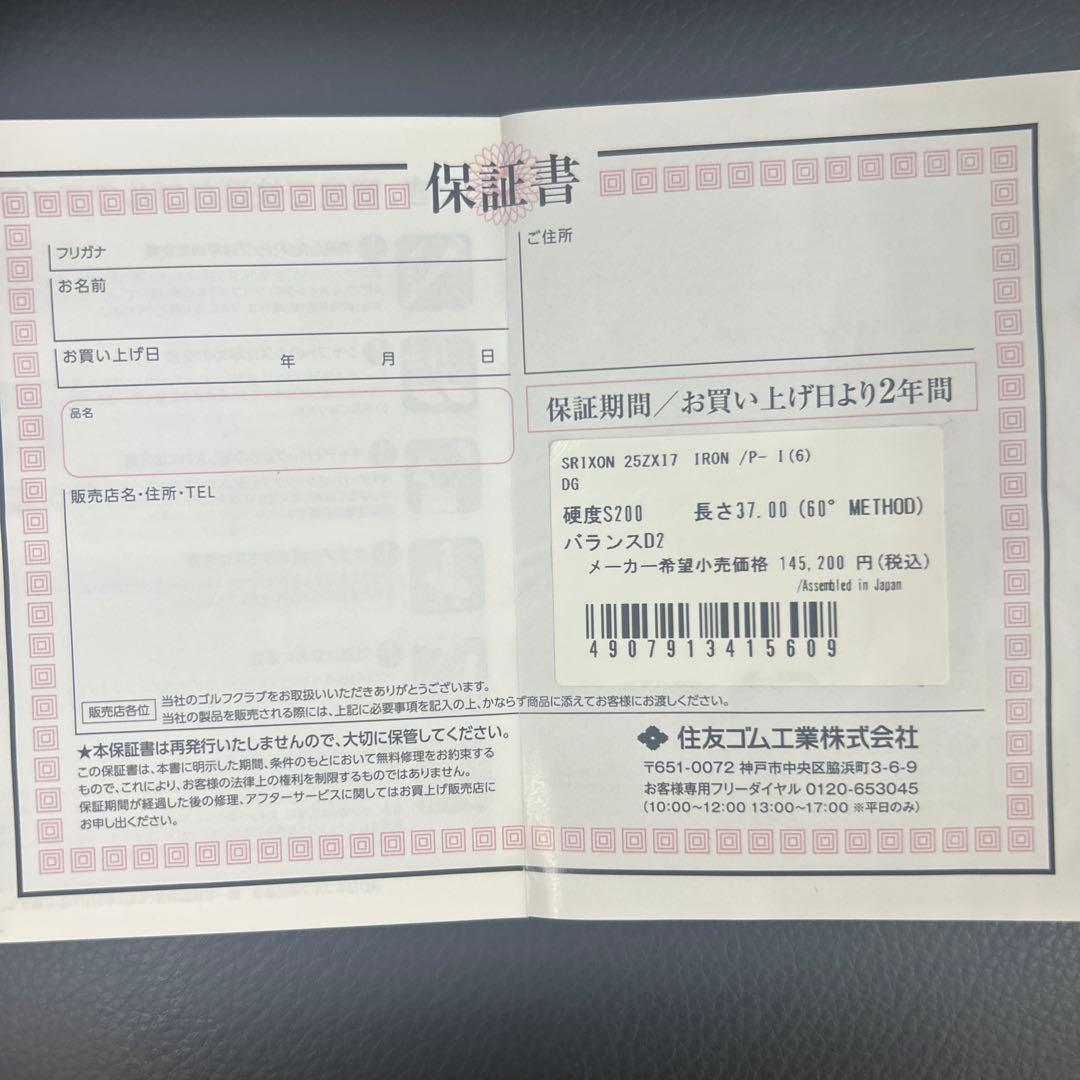 保証書
フリガナ
お名前
お買い上げ日 年 月 日
品名
販売店名・住所・TEL
ご住所
保証期間／お買い上げ日より2年間
SRIXON 25ZX17 IRON /P- I(6)
DG
硬度S200 長さ37.00 (60° METHOD)
バランスD2
メーカー希望小売価格 145,200 円(税込)
/Assembled in Japan
4907913415609
販売店各位
当社のゴルフクラブをお取扱いいただきありがとうございます。
当社の製品を販売される際には、上記に必要事項を記入の上、かならず商品に添えてお客様にお渡しください。
★本保証書は再発行いたしませんので、大切に保管してください。
この保証書は、本書に明示した期間、条件のもとにおいて無料修理をお約束する
もので、これにより、お客様の法律上の権利を制限するものではありません。
保証期間が経過した後の修理、アフターサービスに関してはお買上げ販売店に
お申し出ください。
住友ゴム工業株式会社
〒651-0072 神戸市中央区脇浜町3-6-9
お客様専用フリーダイヤル 0120-653045
(10:00~12:00 13:00~17:00 ※平日のみ)